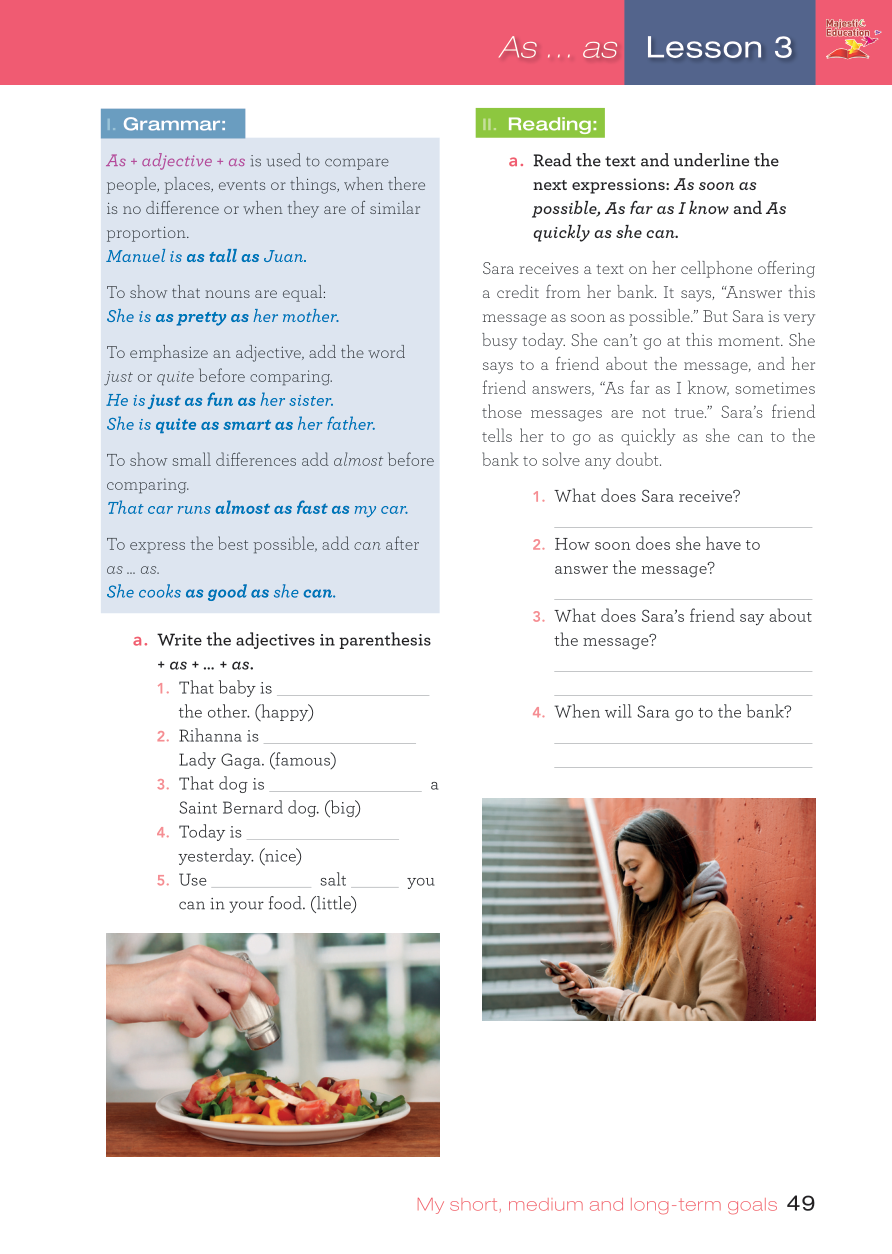 As ... as Lesson 3
Majestic
Education
I. Grammar:
As + adjective + as is used to compare
people, places, events or things, when there
is no difference or when they are of similar
proportion.
Manuel is as tall as Juan.
To show that nouns are equal:
She is as pretty as her mother.
To emphasize an adjective, add the word
just or quite before comparing.
He is just as fun as her sister.
She is quite as smart as her father.
To show small differences add almost before
comparing.
That car runs almost as fast as my car.
To express the best possible, add can after
as ... as.
She cooks as good as she can.
a. Write the adjectives in parenthesis
+ as + ... + as.
1. That baby is ____________
the other. (happy)
2. Rihanna is ____________
Lady Gaga. (famous)
3. That dog is ____________ a
Saint Bernard dog. (big)
4. Today is ____________
yesterday. (nice)
5. Use ________ salt ____ you
can in your food. (little)
II. Reading:
a. Read the text and underline the
next expressions: As soon as
possible, As far as I know and As
quickly as she can.
Sara receives a text on her cellphone offering
a credit from her bank. It says, “Answer this
message as soon as possible.” But Sara is very
busy today. She can’t go at this moment. She
says to a friend about the message, and her
friend answers, “As far as I know, sometimes
those messages are not true.” Sara’s friend
tells her to go as quickly as she can to the
bank to solve any doubt.
1. What does Sara receive?
2. How soon does she have to
answer the message?
3. What does Sara’s friend say about
the message?
4. When will Sara go to the bank?
My short, medium and long-term goals 49